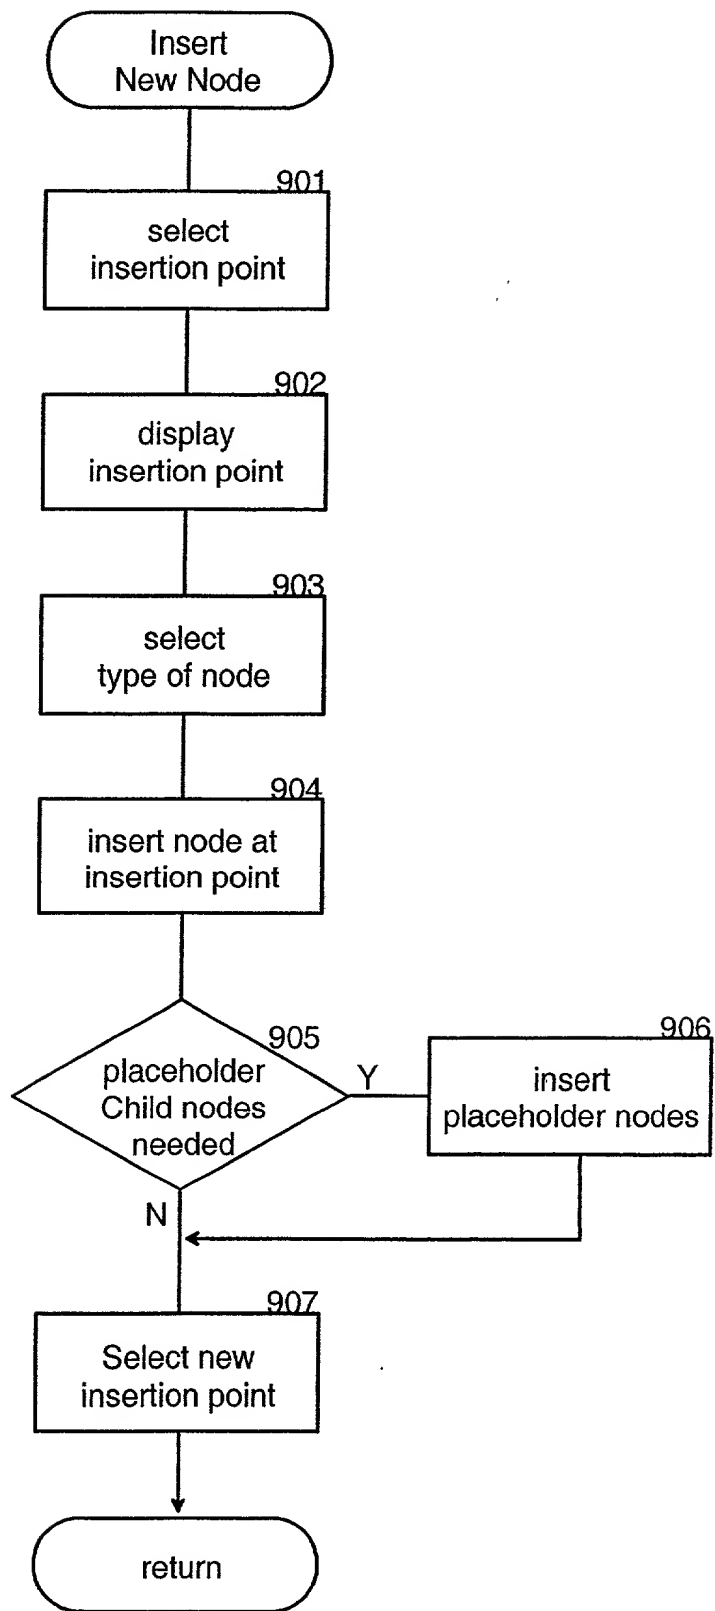 Insert
New Node
901
select
insertion point
902
display
insertion point
903
select
type of node
904
insert node at
insertion point
905
placeholder
Child nodes
needed
Y
906
insert
placeholder nodes
N
907
Select new
insertion point
return